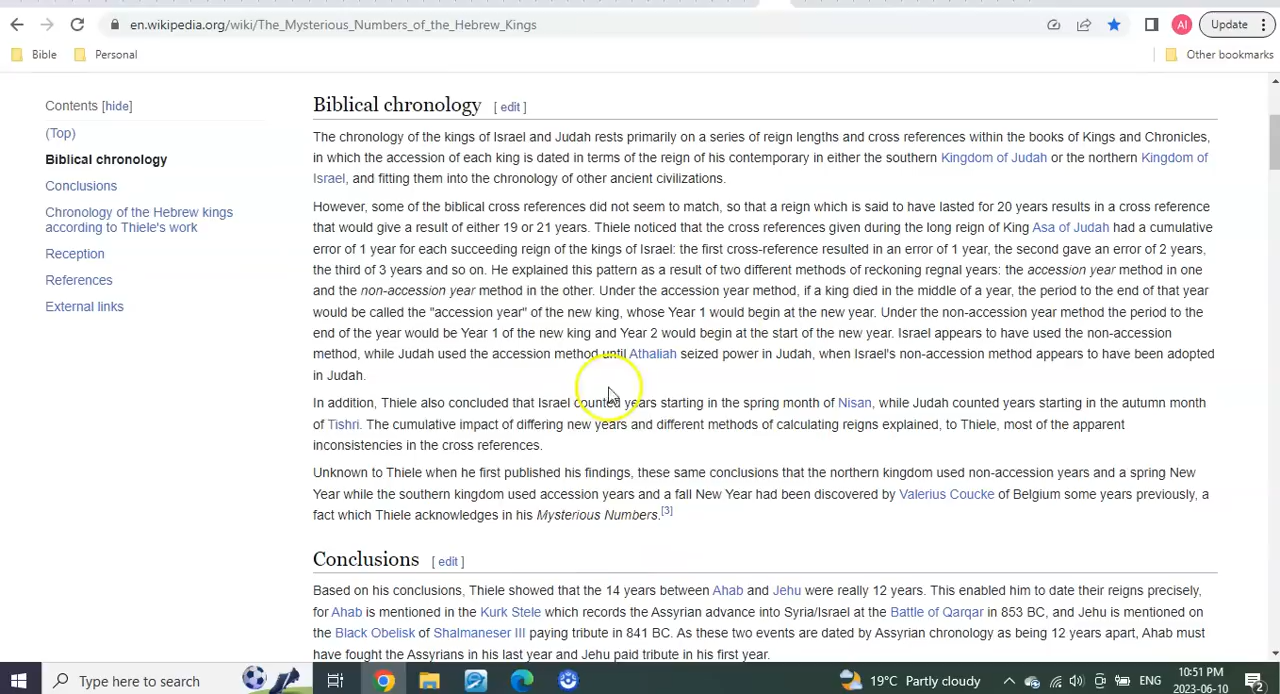 en.wikipedia.org/wiki/The_Mysterious_Numbers_of_the_Hebrew_Kings
AI
Update
Bible
Personal
Other bookmarks
Contents [hide]
(Top)
Biblical chronology
Conclusions
Chronology of the Hebrew kings
according to Thiele's work
Reception
References
External links
Biblical chronology [ edit ]
The chronology of the kings of Israel and Judah rests primarily on a series of reign lengths and cross references within the books of Kings and Chronicles,
in which the accession of each king is dated in terms of the reign of his contemporary in either the southern Kingdom of Judah or the northern Kingdom of
Israel, and fitting them into the chronology of other ancient civilizations.
However, some of the biblical cross references did not seem to match, so that a reign which is said to have lasted for 20 years results in a cross reference
that would give a result of either 19 or 21 years. Thiele noticed that the cross references given during the long reign of King Asa of Judah had a cumulative
error of 1 year for each succeeding reign of the kings of Israel: the first cross-reference resulted in an error of 1 year, the second gave an error of 2 years,
the third of 3 years and so on. He explained this pattern as a result of two different methods of reckoning regnal years: the accession year method in one
and the non-accession year method in the other. Under the accession year method, if a king died in the middle of a year, the period to the end of that year
would be called the "accession year" of the new king, whose Year 1 would begin at the new year. Under the non-accession year method the period to the
end of the year would be Year 1 of the new king and Year 2 would begin at the start of the new year. Israel appears to have used the non-accession
method, while Judah used the accession method until Athaliah seized power in Judah, when Israel's non-accession method appears to have been adopted
in Judah.
In addition, Thiele also concluded that Israel counted years starting in the spring month of Nisan, while Judah counted years starting in the autumn month
of Tishri. The cumulative impact of differing new years and different methods of calculating reigns explained, to Thiele, most of the apparent
inconsistencies in the cross references.
Unknown to Thiele when he first published his findings, these same conclusions that the northern kingdom used non-accession years and a spring New
Year while the southern kingdom used accession years and a fall New Year had been discovered by Valerius Coucke of Belgium some years previously, a
fact which Thiele acknowledges in his Mysterious Numbers.[3]
Conclusions [ edit ]
Based on his conclusions, Thiele showed that the 14 years between Ahab and Jehu were really 12 years. This enabled him to date their reigns precisely,
for Ahab is mentioned in the Kurk Stele which records the Assyrian advance into Syria/Israel at the Battle of Qarqar in 853 BC, and Jehu is mentioned on
the Black Obelisk of Shalmaneser III paying tribute in 841 BC. As these two events are dated by Assyrian chronology as being 12 years apart, Ahab must
have fought the Assyrians in his last year and Jehu paid tribute in his first year.
Type here to search
19°C Partly cloudy
ENG
10:51 PM
2023-06-10
2